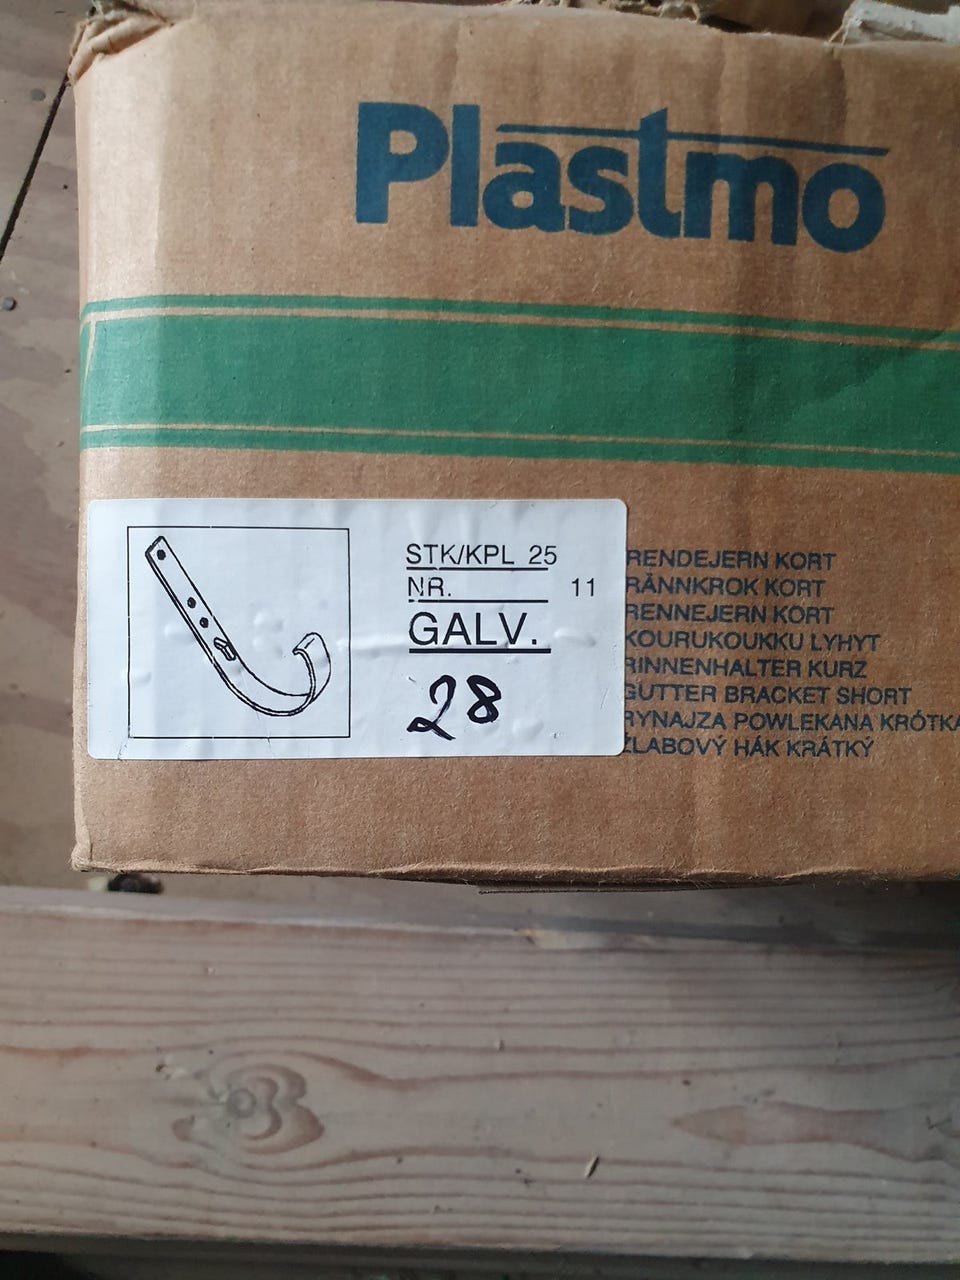 Plastmo
STK/KPL 25
NR. 11
GALV.
28
RENDEJERN KORT
RÄNNKROK KORT
RENNEJERN KORT
KOURUKOUKKU LYHYT
RINNENHALTER KURZ
GUTTER BRACKET SHORT
RYNAJZA POWLEKANA KRÓTKA
ŽLABOVÝ HÁK KRÁTKÝ